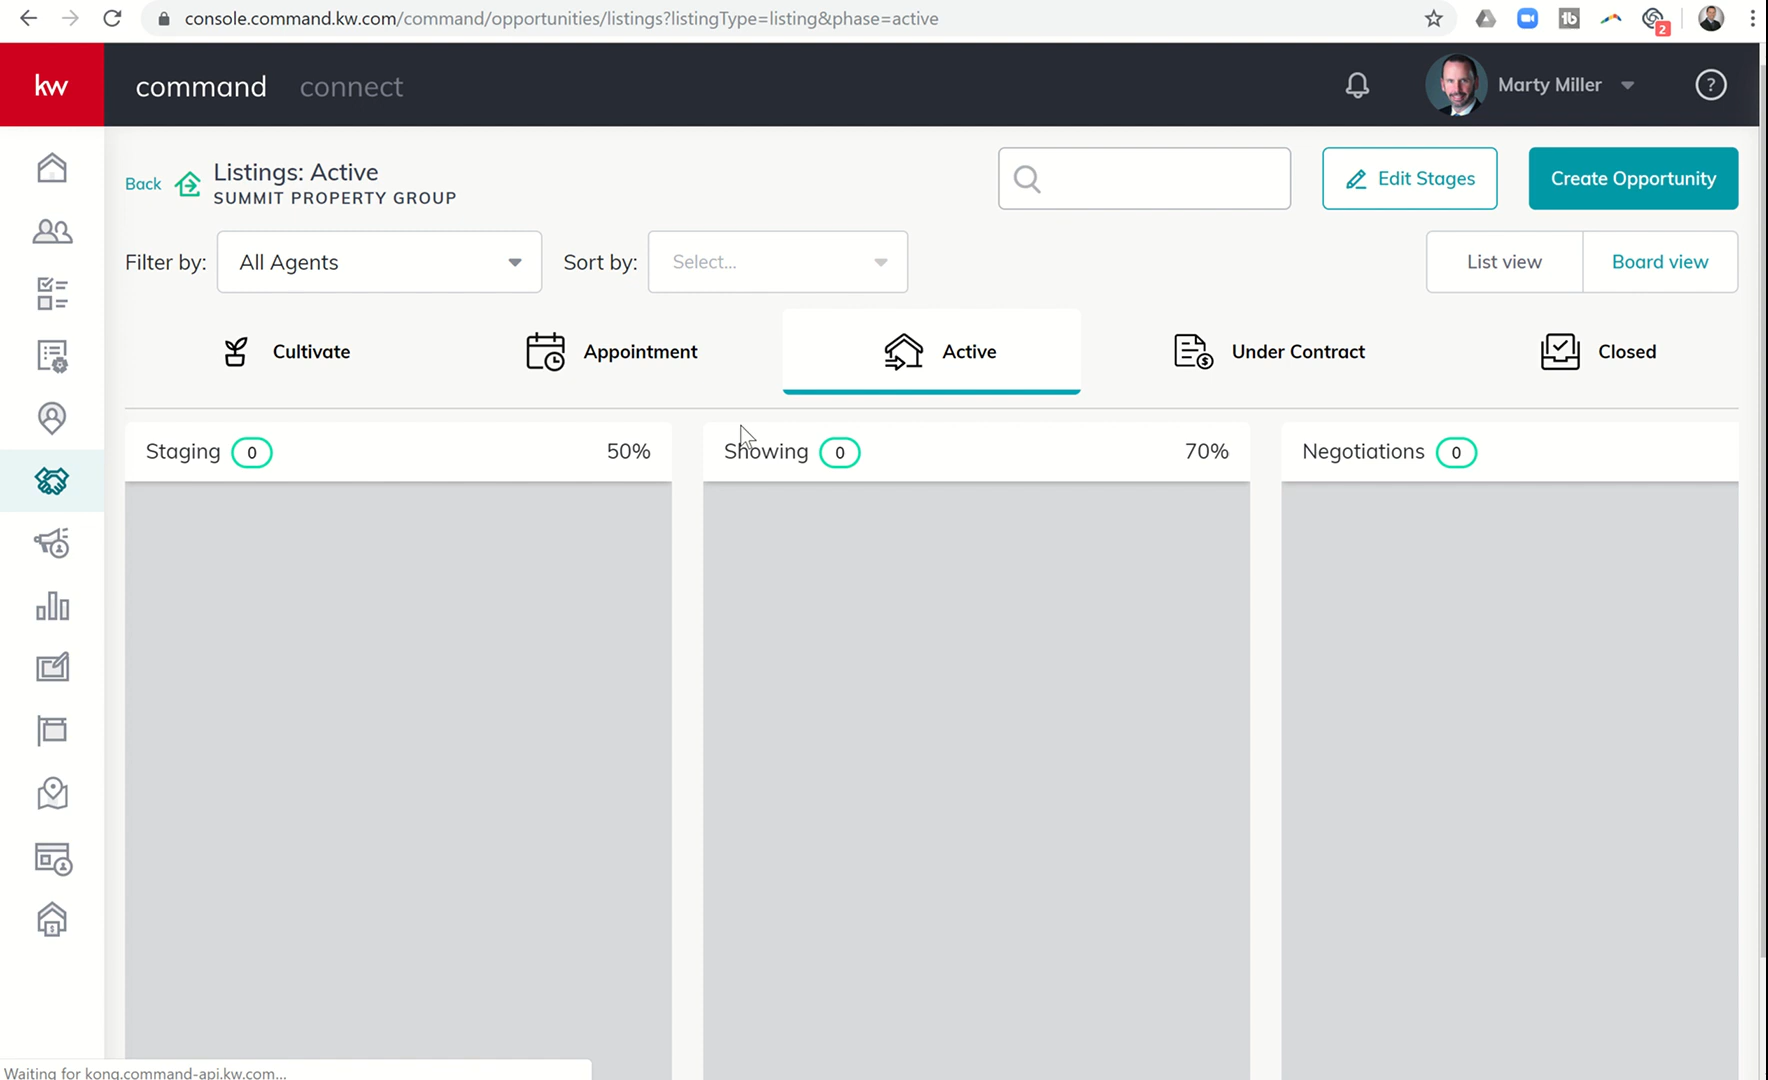 console.command.kw.com/command/opportunities/listings?listingType=listing&phase=active
2
kw command connect Marty Miller ?
Back Listings: Active
SUMMIT PROPERTY GROUP
Edit Stages Create Opportunity
Filter by: All Agents Sort by: Select... List view Board view
Cultivate Appointment Active Under Contract Closed
Staging 0 50% Showing 0 70% Negotiations 0
Waiting for kong.command-api.kw.com...